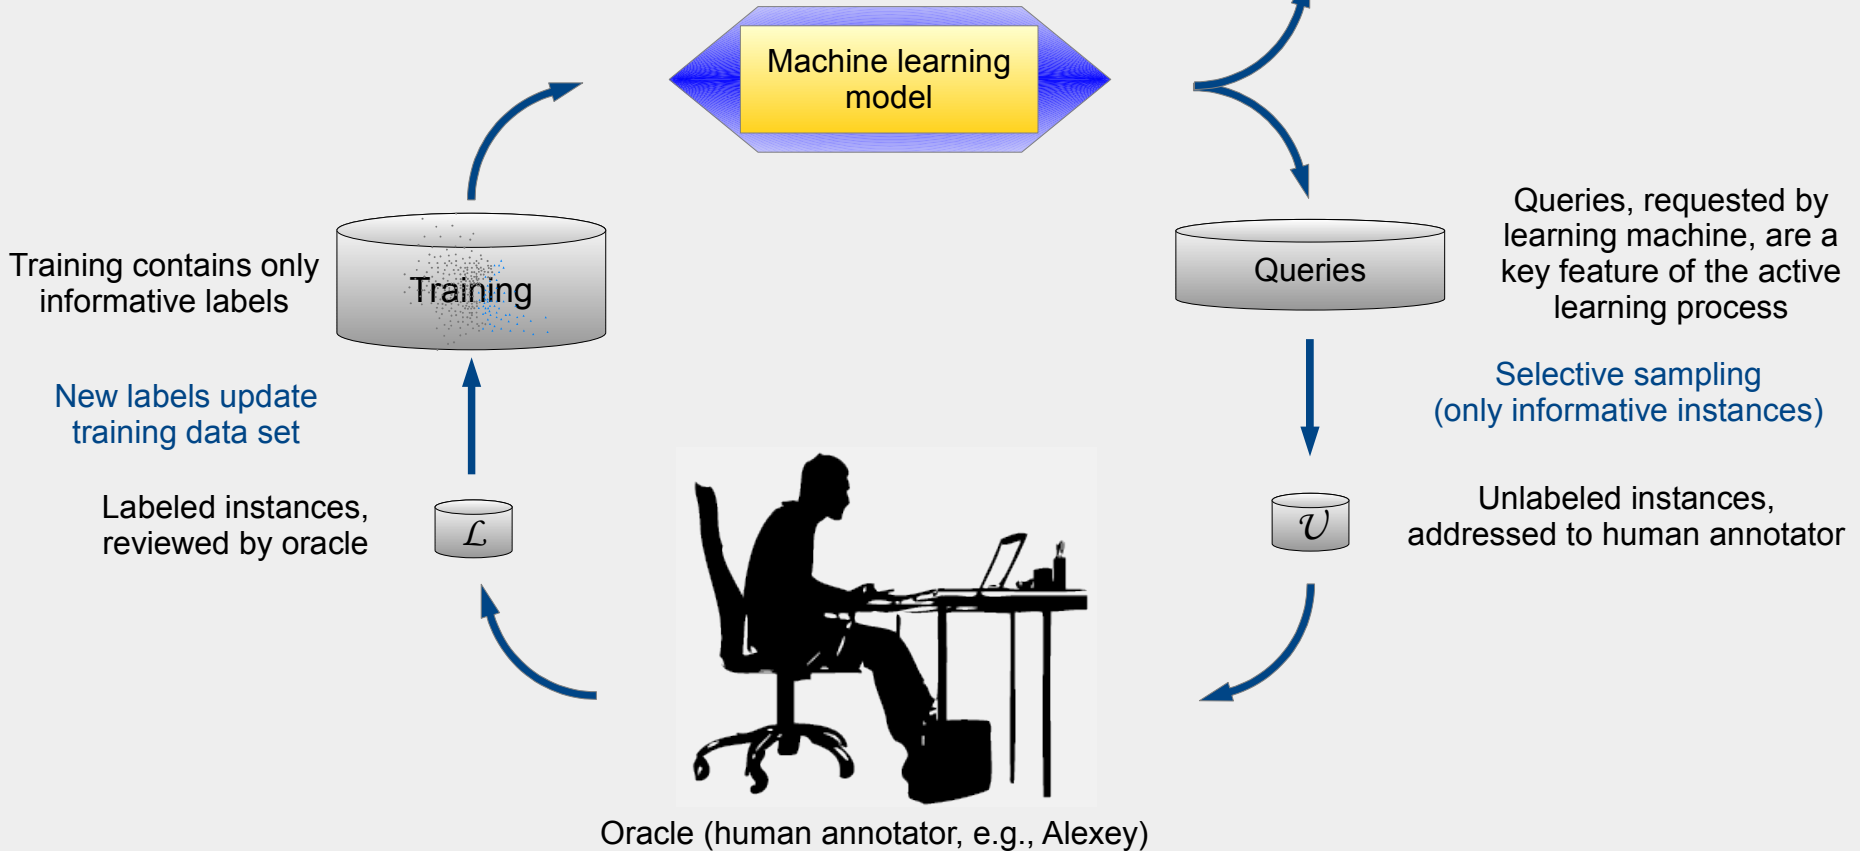 Machine learning
model
Training contains only
informative labels
Training
Queries
Queries, requested by
learning machine, are a
key feature of the active
learning process
New labels update
training data set
Selective sampling
(only informative instances)
Labeled instances,
reviewed by oracle
ℒ
𝒰
Unlabeled instances,
addressed to human annotator
Oracle (human annotator, e.g., Alexey)